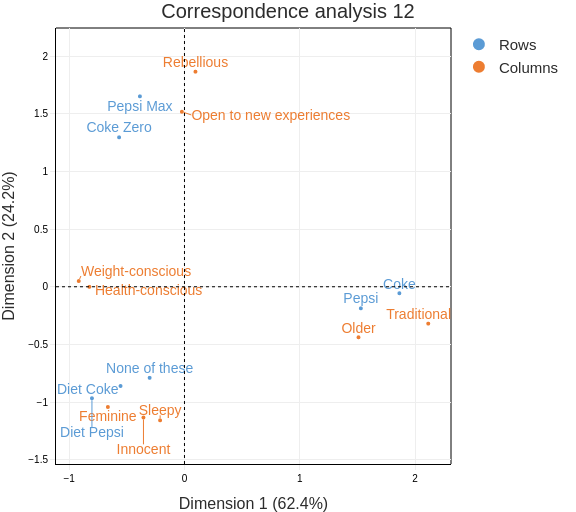 Correspondence analysis 12
Rows
Columns
Rebellious
Pepsi Max
Open to new experiences
Coke Zero
Weight-conscious
Health-conscious
Coke
Pepsi
Traditional
Older
None of these
Diet Coke
Feminine
Sleepy
Diet Pepsi
Innocent
2
1.5
1
0.5
0
−0.5
−1
−1.5
−1
0
1
2
Dimension 1 (62.4%)
Dimension 2 (24.2%)